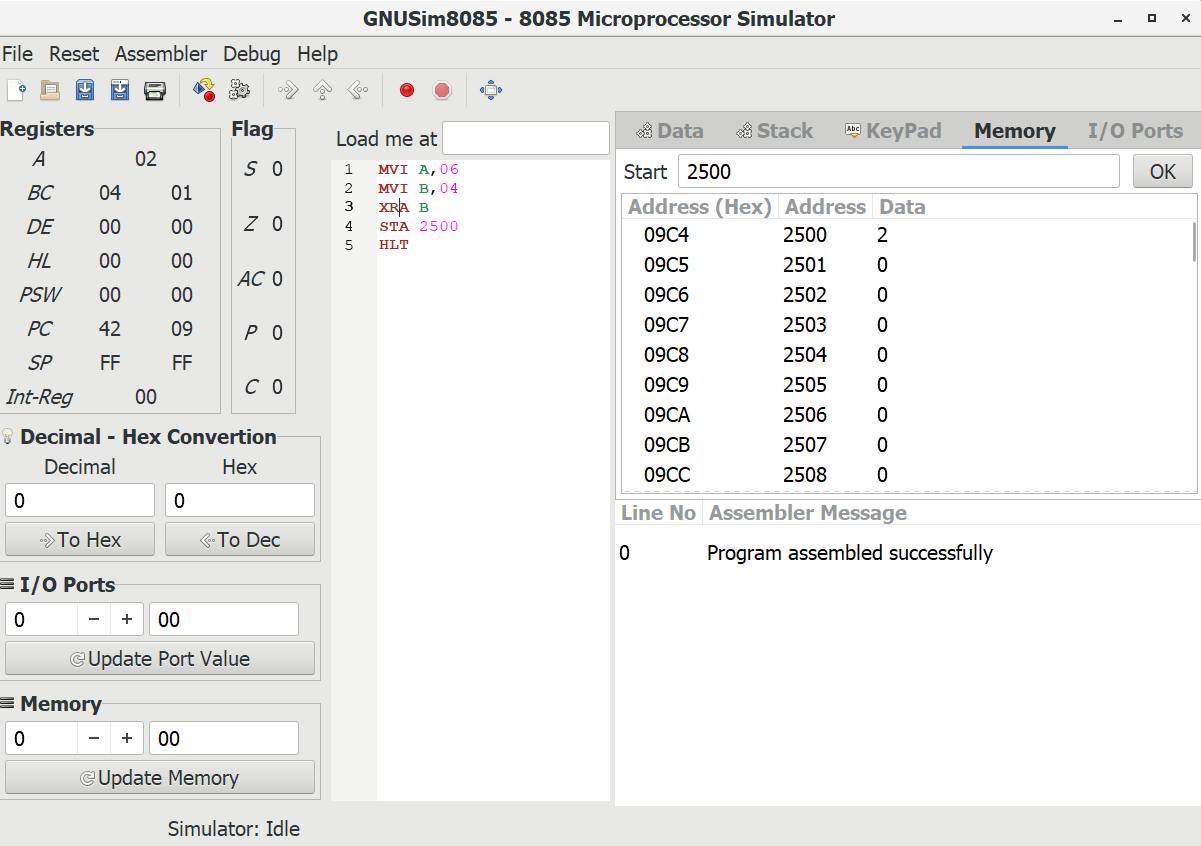 GNUSim8085 - 8085 Microprocessor Simulator
File Reset Assembler Debug Help
Registers
A 02
BC 04 01
DE 00 00
HL 00 00
PSW 00 00
PC 42 09
SP FF FF
Int-Reg 00
Flag
S 0
Z 0
AC 0
P 0
C 0
Decimal - Hex Convertion
Decimal Hex
0 0
To Hex To Dec
I/O Ports
0 − + 00
Update Port Value
Memory
0 − + 00
Update Memory
Load me at
1 MVI A,06
2 MVI B,04
3 XRA B
4 STA 2500
5 HLT
Data Stack Abc KeyPad Memory I/O Ports
Start 2500 OK
Address (Hex) Address Data
09C4 2500 2
09C5 2501 0
09C6 2502 0
09C7 2503 0
09C8 2504 0
09C9 2505 0
09CA 2506 0
09CB 2507 0
09CC 2508 0
Line No Assembler Message
0 Program assembled successfully
Simulator: Idle